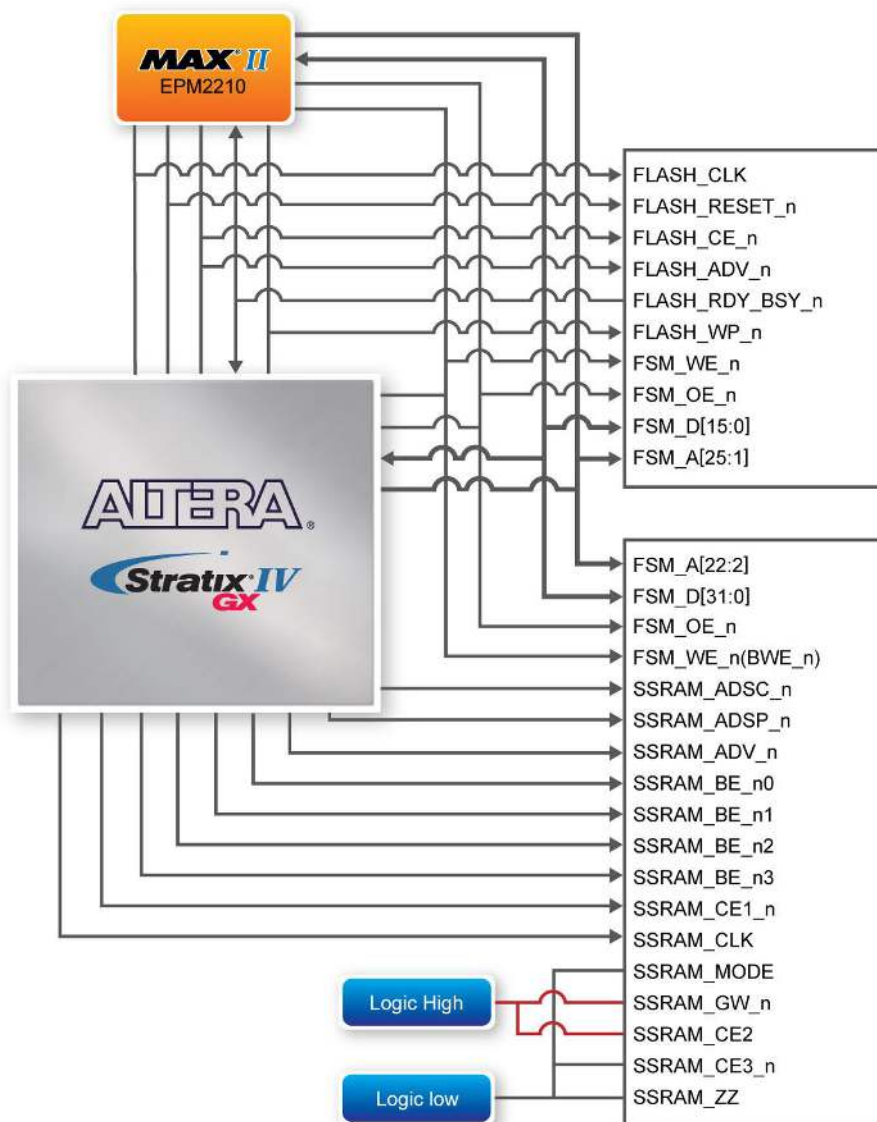 MAX® II
EPM2210
FLASH_CLK
FLASH_RESET_n
FLASH_CE_n
FLASH_ADV_n
FLASH_RDY_BSY_n
FLASH_WP_n
FSM_WE_n
FSM_OE_n
FSM_D[15:0]
FSM_A[25:1]
ALTERA®
Stratix® IV
GX
FSM_A[22:2]
FSM_D[31:0]
FSM_OE_n
FSM_WE_n(BWE_n)
SSRAM_ADSC_n
SSRAM_ADSP_n
SSRAM_ADV_n
SSRAM_BE_n0
SSRAM_BE_n1
SSRAM_BE_n2
SSRAM_BE_n3
SSRAM_CE1_n
SSRAM_CLK
SSRAM_MODE
Logic High
SSRAM_GW_n
SSRAM_CE2
SSRAM_CE3_n
Logic low
SSRAM_ZZ